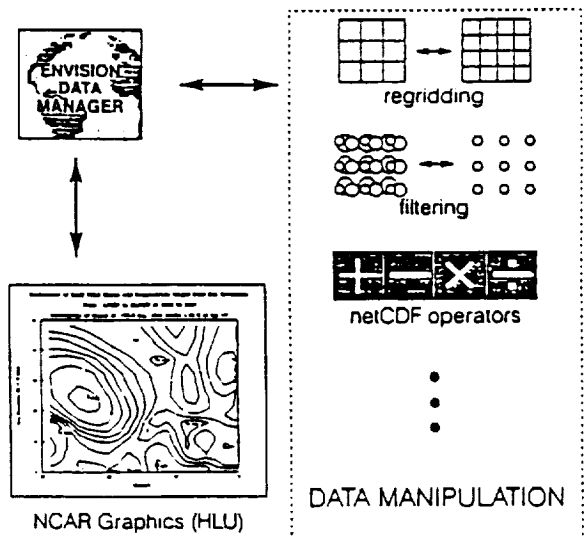 ENVISION
DATA
MANAGER
regridding
filtering
netCDF operators
DATA MANIPULATION
NCAR Graphics (HLU)